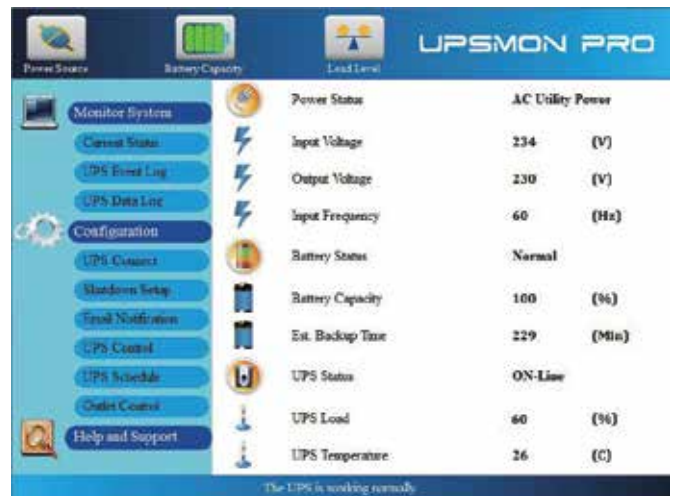 UPSMON PRO
Power Source
Battery Capacity
Load Level
Monitor System
Current Status
UPS Event Log
UPS Data Log
Configuration
UPS Connect
Shutdown Setup
Email Notification
UPS Control
UPS Schedule
Outlet Control
Help and Support
Power Status AC Utility Power
Input Voltage 234 (V)
Output Voltage 230 (V)
Input Frequency 60 (Hz)
Battery Status Normal
Battery Capacity 100 (%)
Est. Backup Time 229 (Min)
UPS Status ON-Line
UPS Load 60 (%)
UPS Temperature 26 (C)
The UPS is working normally